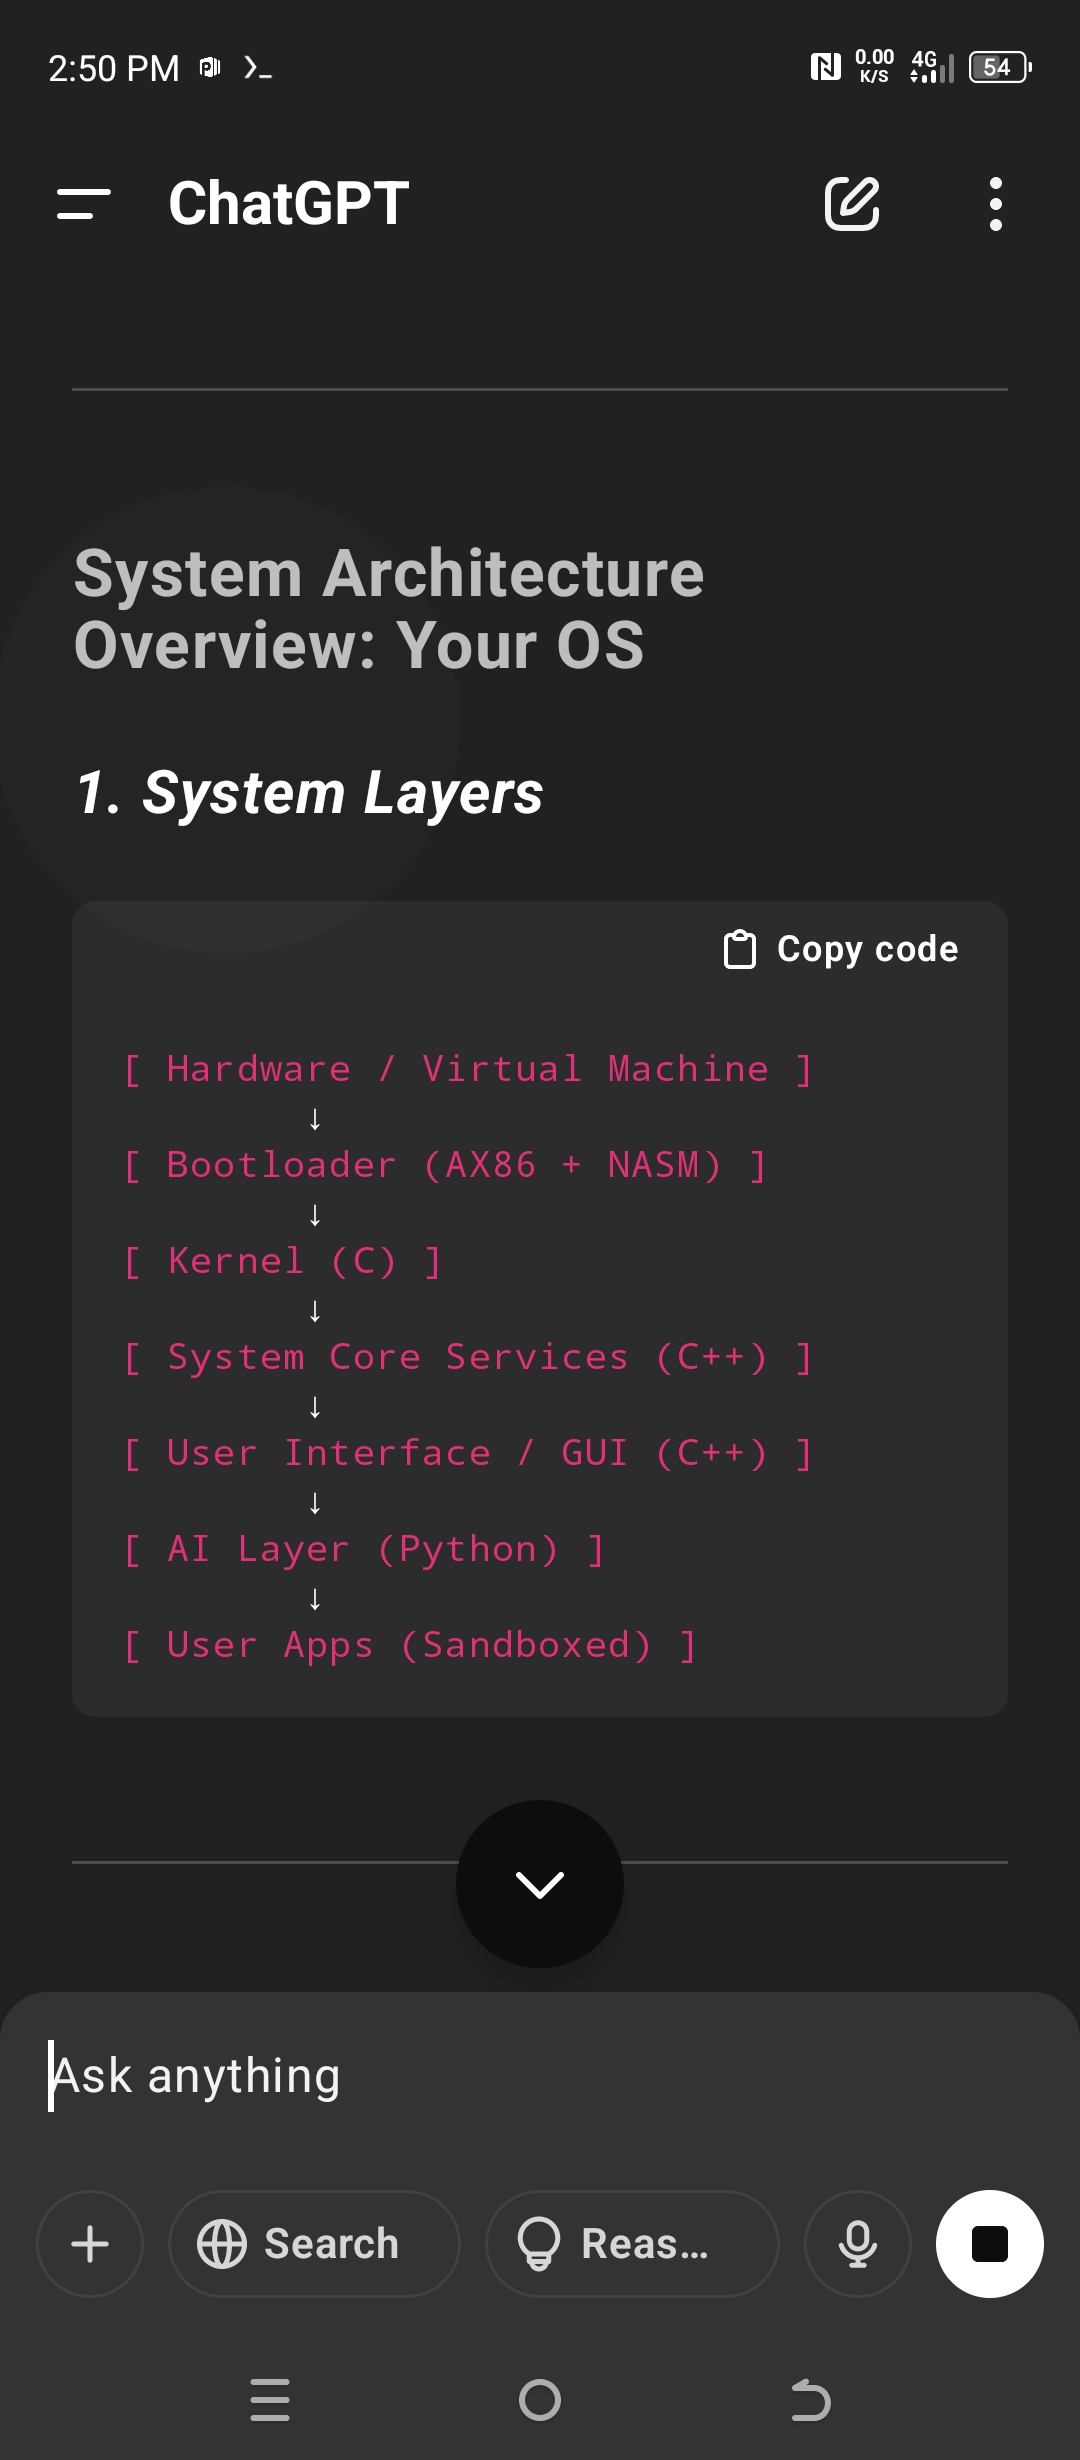 2:50 PM
0.00
K/S
4G
54
ChatGPT
System Architecture
Overview: Your OS
1. System Layers
Copy code
[ Hardware / Virtual Machine ]
↓
[ Bootloader (AX86 + NASM) ]
↓
[ Kernel (C) ]
↓
[ System Core Services (C++) ]
↓
[ User Interface / GUI (C++) ]
↓
[ AI Layer (Python) ]
↓
[ User Apps (Sandboxed) ]
Ask anything
Search
Reas...